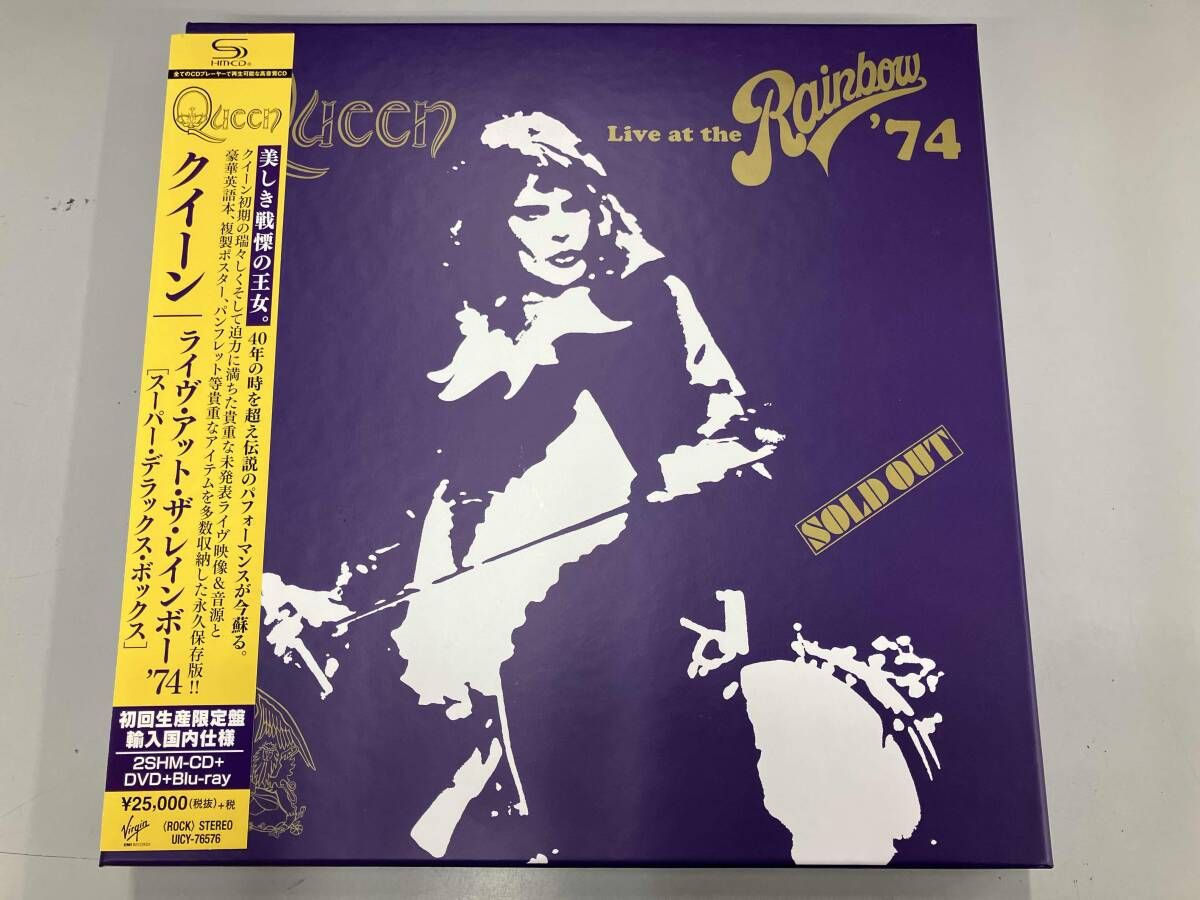 SHM-CD®
全てのCDプレーヤーで再生可能な高音質CD
Queen
クイーン
ライヴ・アット・ザ・レインボー '74
[スーパー・デラックス・ボックス]
美しき戦慄の王女。40年の時を超え伝説のパフォーマンスが今蘇る。
クイーン初期の瑞々しくそして迫力に満ちた貴重な未発表ライヴ映像&音源と
豪華英語本、複製ポスター、パンフレット等貴重なアイテムを多数収納した永久保存版!!
初回生産限定盤
輸入国内仕様
2SHM-CD+
DVD+Blu-ray
¥25,000(税抜)+税
Virgin
EMI RECORDS
(ROCK) STEREO
UICY-76576
Queen
Live at the Rainbow '74
SOLD OUT